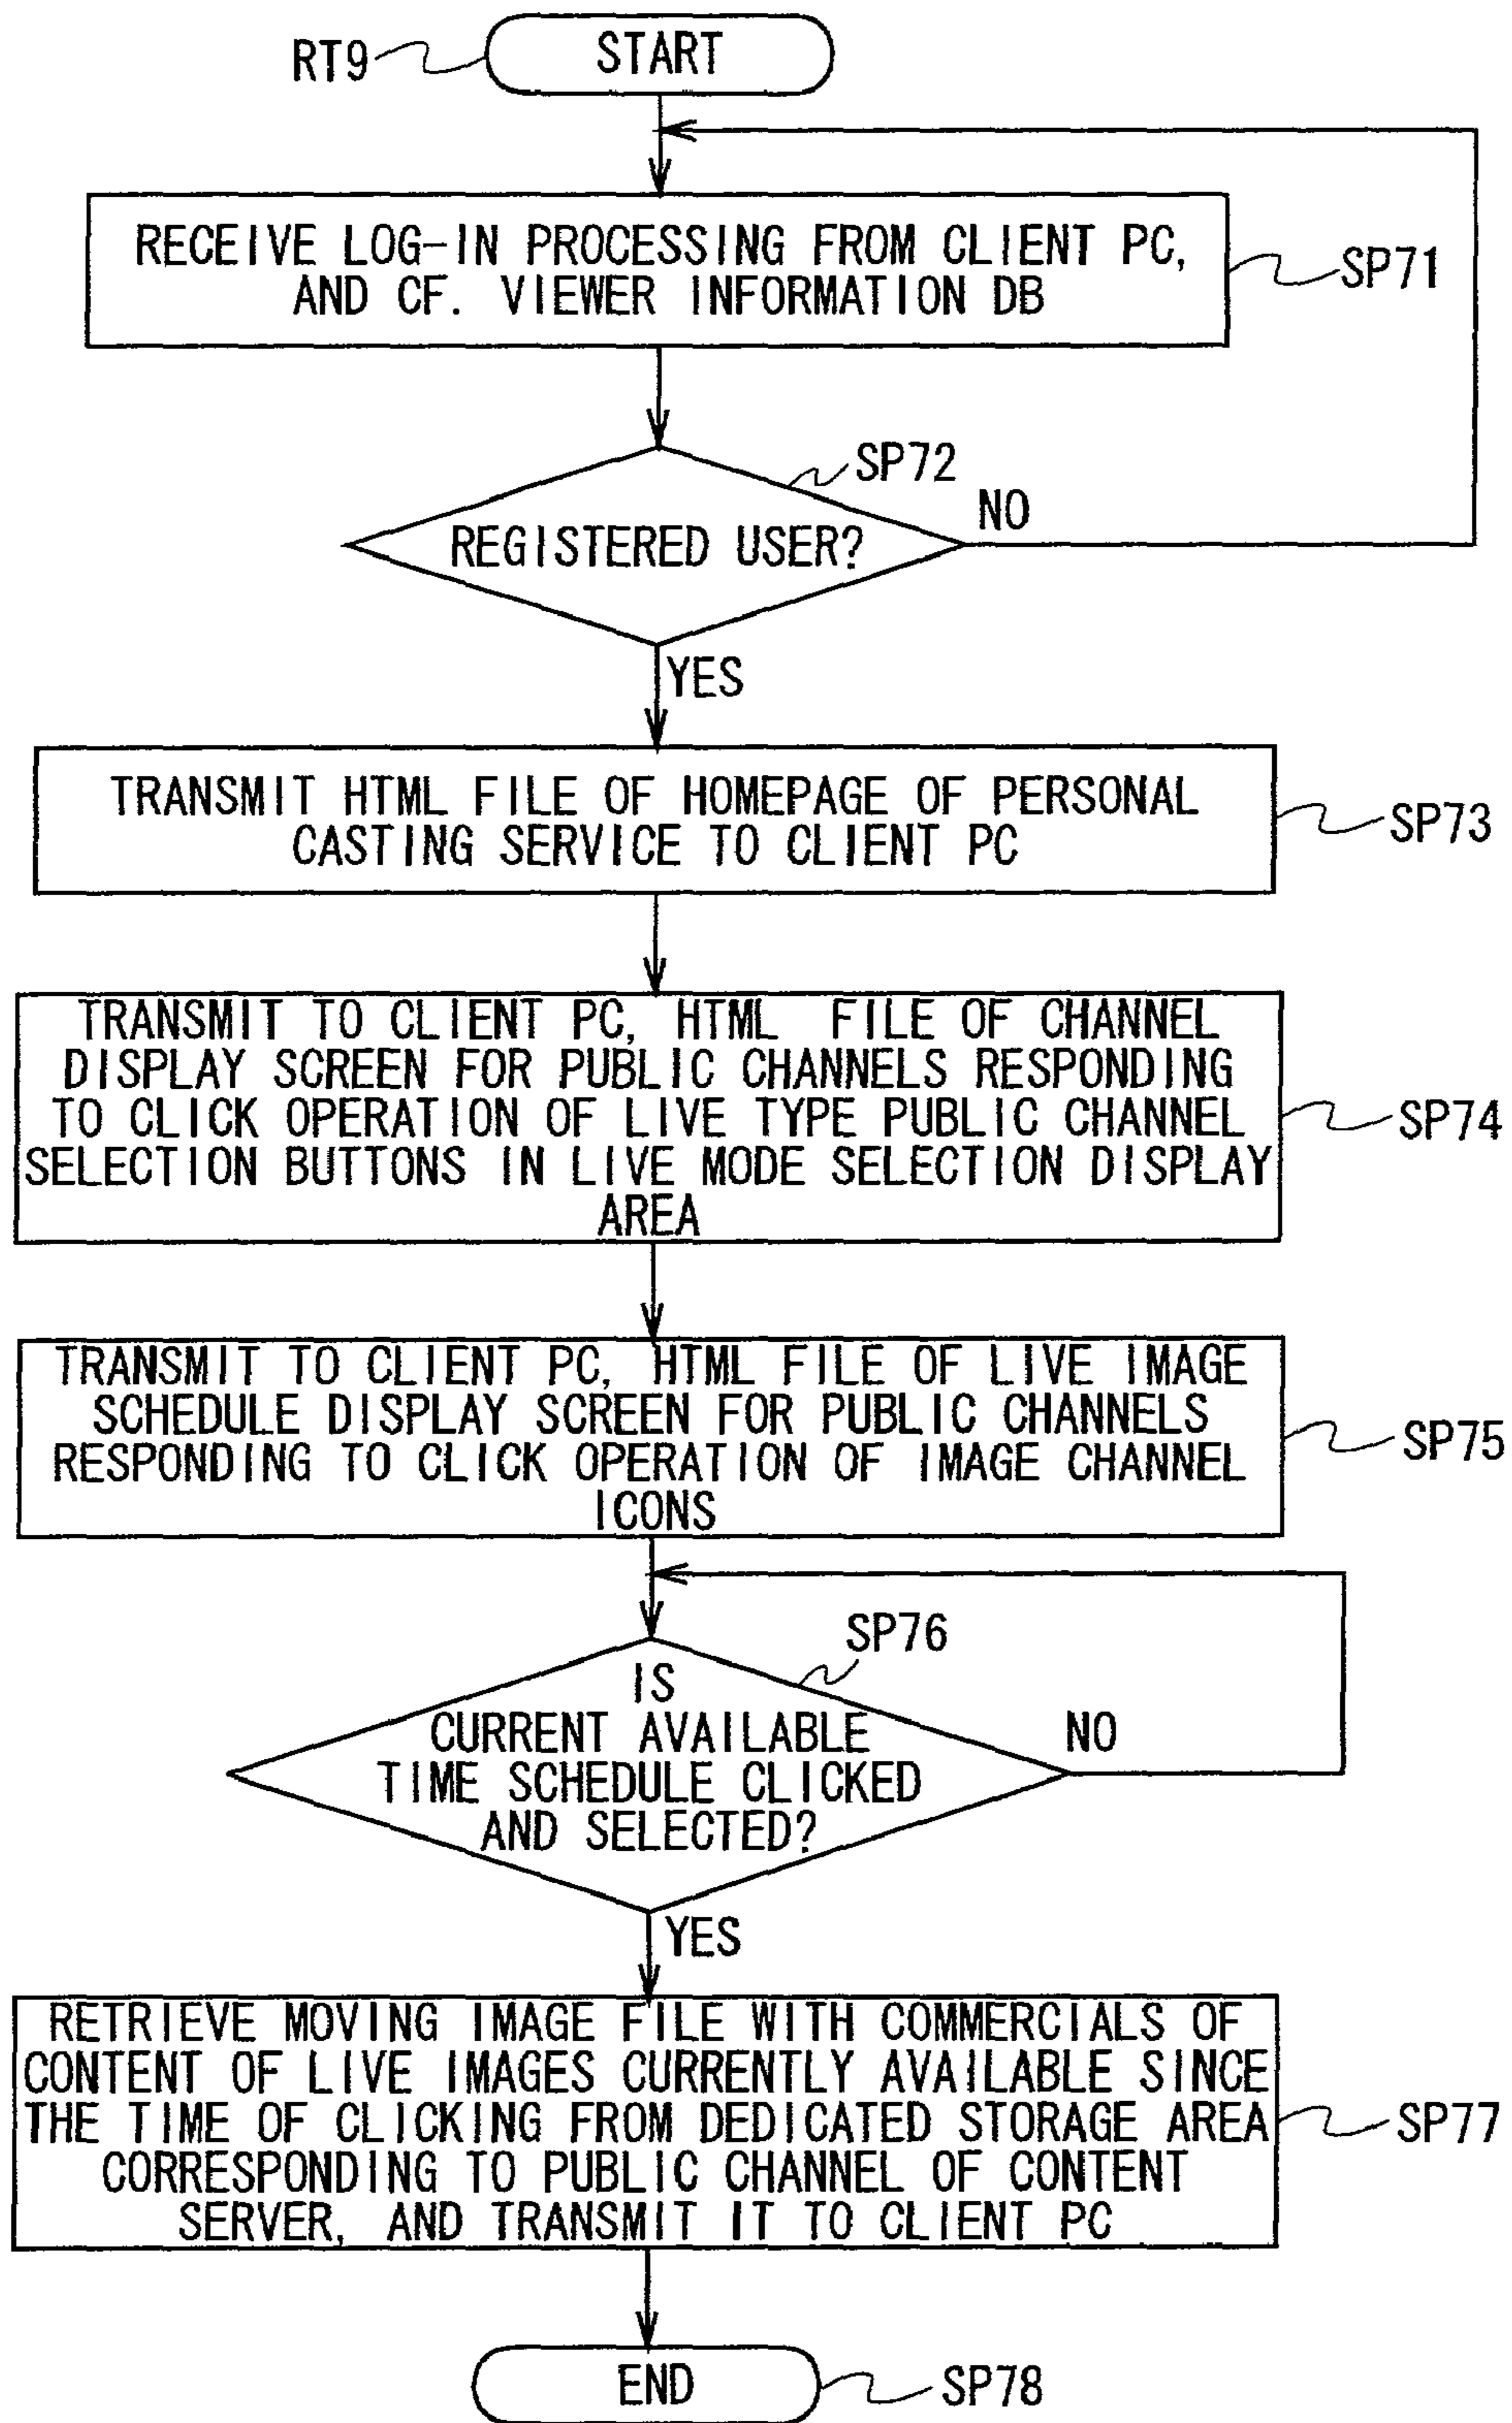 RT9
START
RECEIVE LOG-IN PROCESSING FROM CLIENT PC,
AND CF. VIEWER INFORMATION DB
SP71
SP72
REGISTERED USER?
NO
YES
TRANSMIT HTML FILE OF HOMEPAGE OF PERSONAL
CASTING SERVICE TO CLIENT PC
SP73
TRANSMIT TO CLIENT PC, HTML FILE OF CHANNEL
DISPLAY SCREEN FOR PUBLIC CHANNELS RESPONDING
TO CLICK OPERATION OF LIVE TYPE PUBLIC CHANNEL
SELECTION BUTTONS IN LIVE MODE SELECTION DISPLAY
AREA
SP74
TRANSMIT TO CLIENT PC, HTML FILE OF LIVE IMAGE
SCHEDULE DISPLAY SCREEN FOR PUBLIC CHANNELS
RESPONDING TO CLICK OPERATION OF IMAGE CHANNEL
ICONS
SP75
SP76
IS
CURRENT AVAILABLE
TIME SCHEDULE CLICKED
AND SELECTED?
NO
YES
RETRIEVE MOVING IMAGE FILE WITH COMMERCIALS OF
CONTENT OF LIVE IMAGES CURRENTLY AVAILABLE SINCE
THE TIME OF CLICKING FROM DEDICATED STORAGE AREA
CORRESPONDING TO PUBLIC CHANNEL OF CONTENT
SERVER, AND TRANSMIT IT TO CLIENT PC
SP77
END
SP78